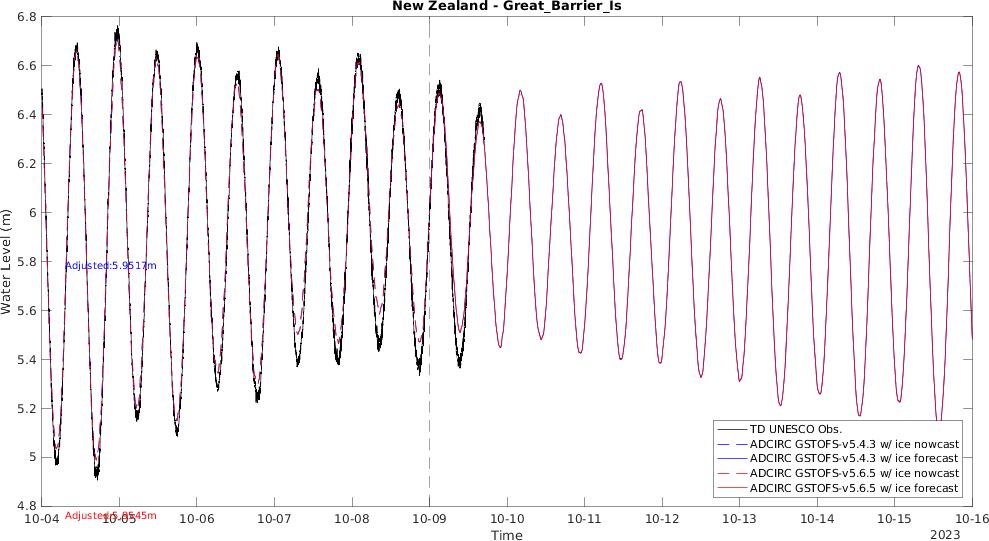 New Zealand - Great_Barrier_Is
6.8
6.6
6.4
6.2
6
5.8
5.6
5.4
5.2
5
4.8
Water Level (m)
Adjusted:5.9517m
Adjusted:5.9545m
TD UNESCO Obs.
ADCIRC GSTOFS-v5.4.3 w/ ice nowcast
ADCIRC GSTOFS-v5.4.3 w/ ice forecast
ADCIRC GSTOFS-v5.6.5 w/ ice nowcast
ADCIRC GSTOFS-v5.6.5 w/ ice forecast
10-04 10-05 10-06 10-07 10-08 10-09 10-10 10-11 10-12 10-13 10-14 10-15 10-16
Time
2023